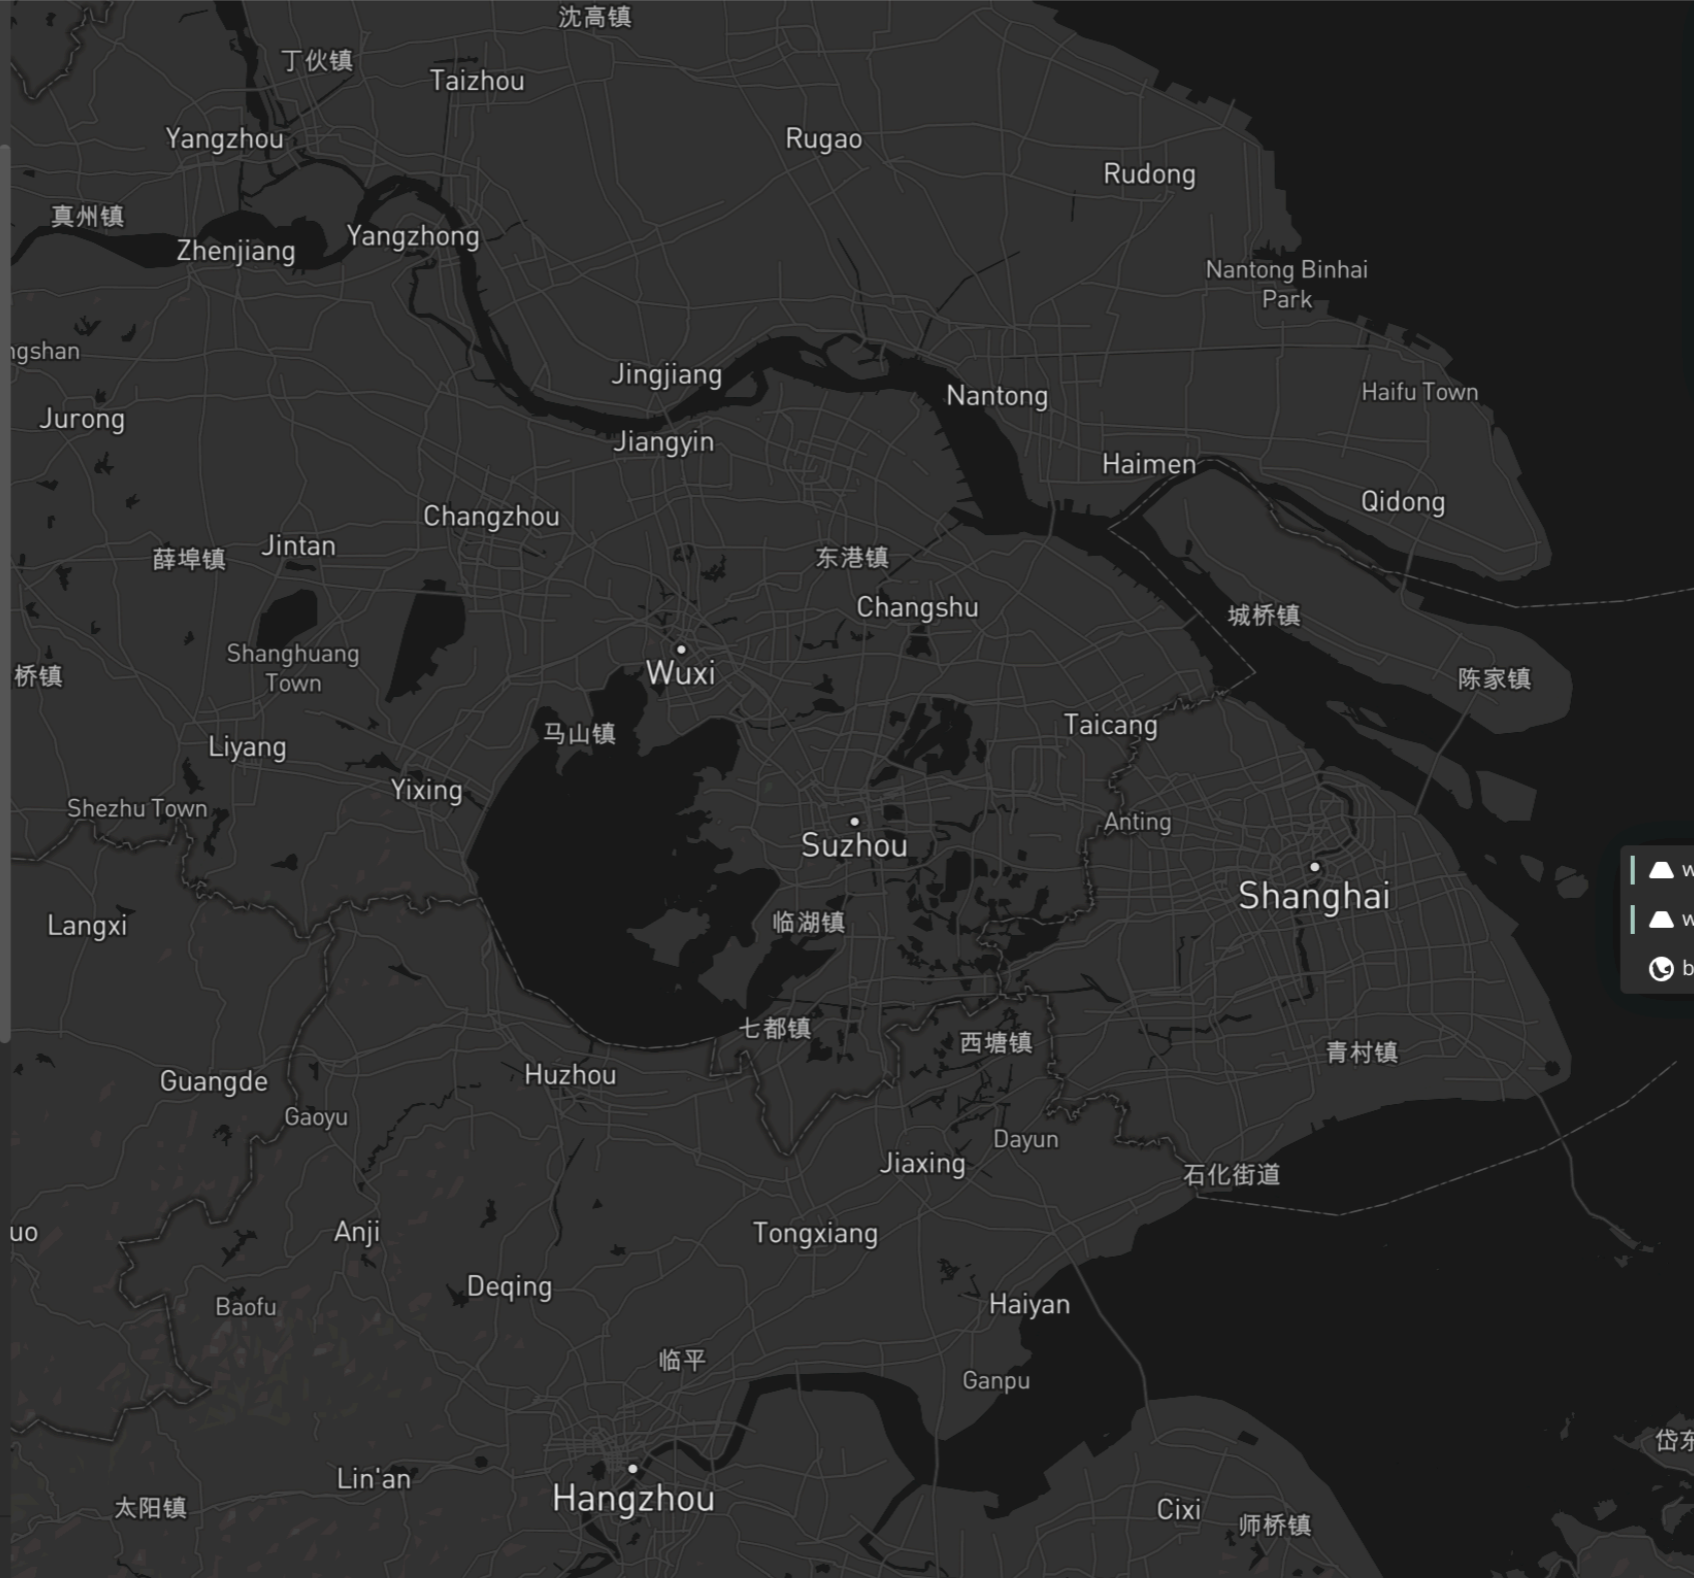 沈高镇
丁伙镇
Taizhou
Yangzhou
Rugao
Rudong
真州镇
Zhenjiang
Yangzhong
Nantong Binhai
Park
ngshan
Jingjiang
Nantong
Haifu Town
Jurong
Jiangyin
Haimen
Qidong
Changzhou
薛埠镇
Jintan
东港镇
Changshu
城桥镇
Shanghuang
Town
桥镇
Wuxi
陈家镇
马山镇
Taicang
Liyang
Yixing
Shezhu Town
Anting
Suzhou
w
Shanghai
w
Langxi
临湖镇
b
七都镇
西塘镇
青村镇
Guangde
Huzhou
Gaoyu
Dayun
Jiaxing
石化街道
uo
Anji
Tongxiang
Deqing
Baofu
Haiyan
临平
Ganpu
岱东
Lin'an
Hangzhou
太阳镇
Cixi
师桥镇